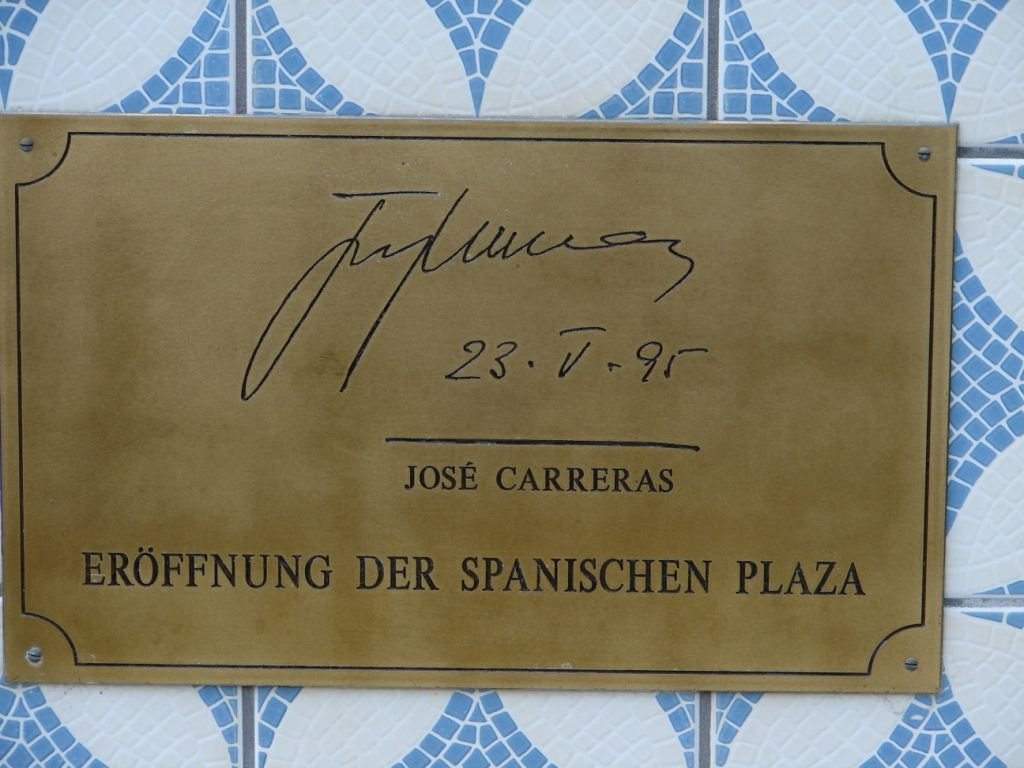 23. V. 95
JOSÉ CARRERAS
ERÖFFNUNG DER SPANISCHEN PLAZA